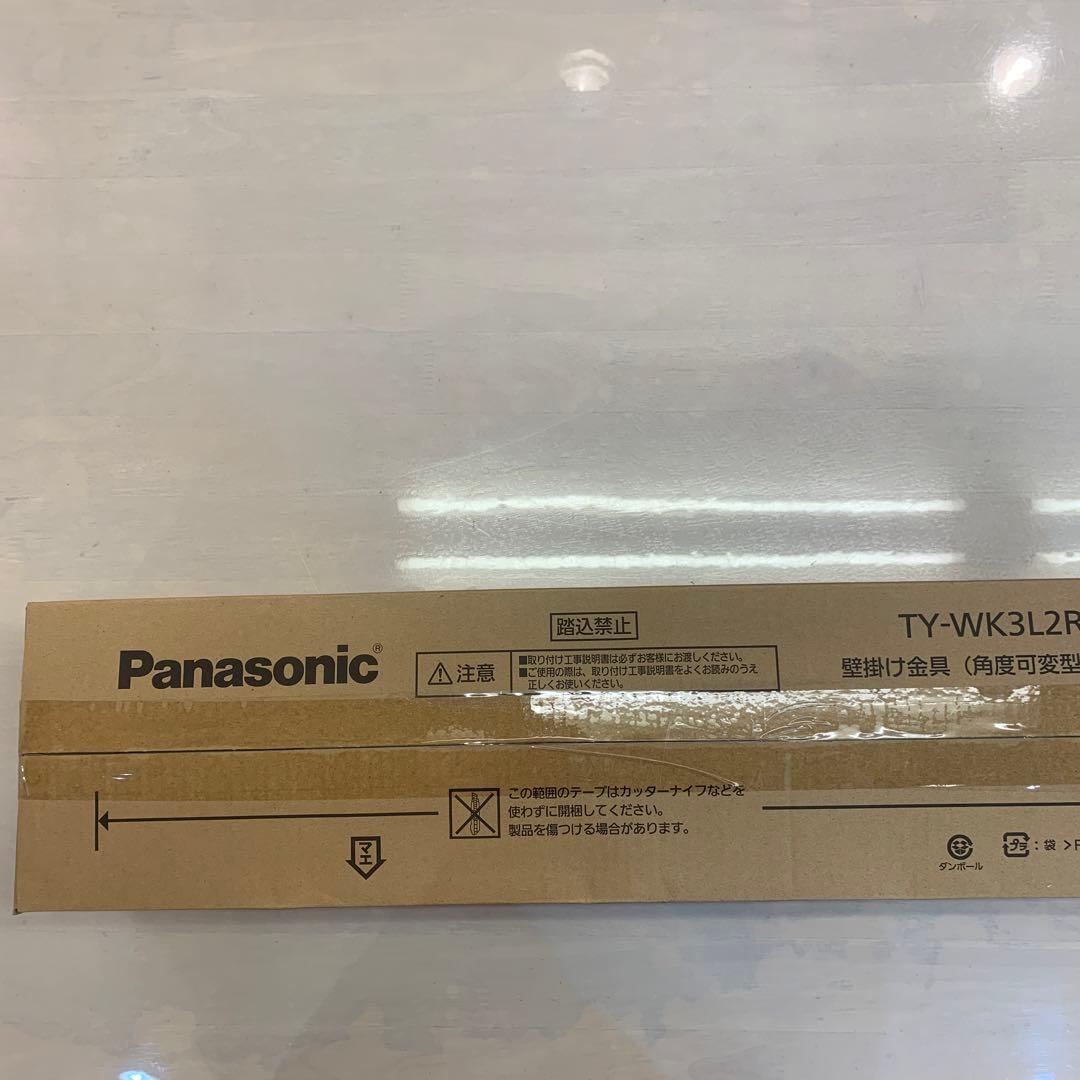 踏込禁止
TY-WK3L2R
Panasonic®
注意
■取り付け工事説明書は必ずお客様にお渡しください。
■ご使用の際は、取り付け工事説明書をよくお読みのうえ
正しくお使いください。
壁掛け金具（角度可変型
この範囲のテープはカッターナイフなどを
使わずに開梱してください。
製品を傷つける場合があります。
マエ
ダンボール
プラ:袋 >P